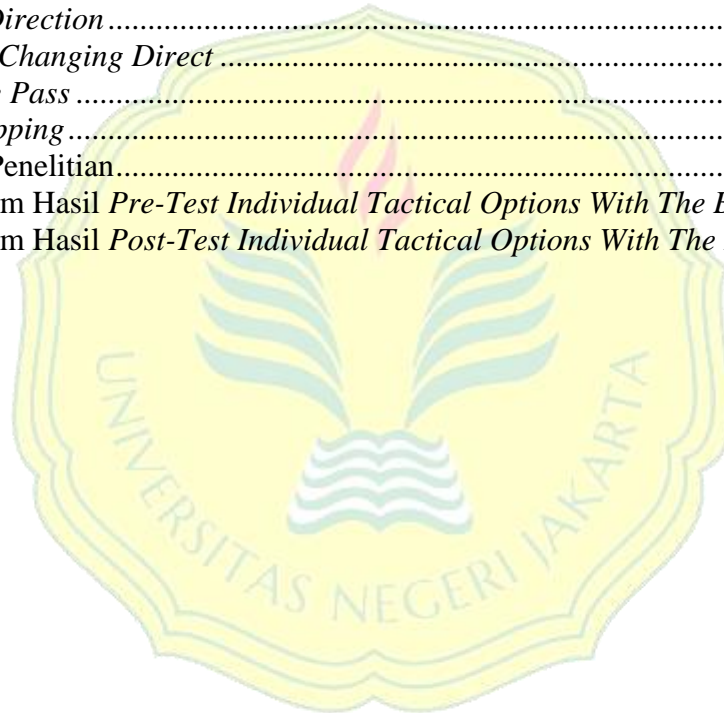 Direction..........................................................................................
Changing Direct..........................................................................
Pass................................................................................................
pping..............................................................................................
Penelitian.........................................................................................
m Hasil Pre-Test Individual Tactical Options With The
m Hasil Post-Test Individual Tactical Options With The
UNIVERSITAS NEGERI JAKARTA